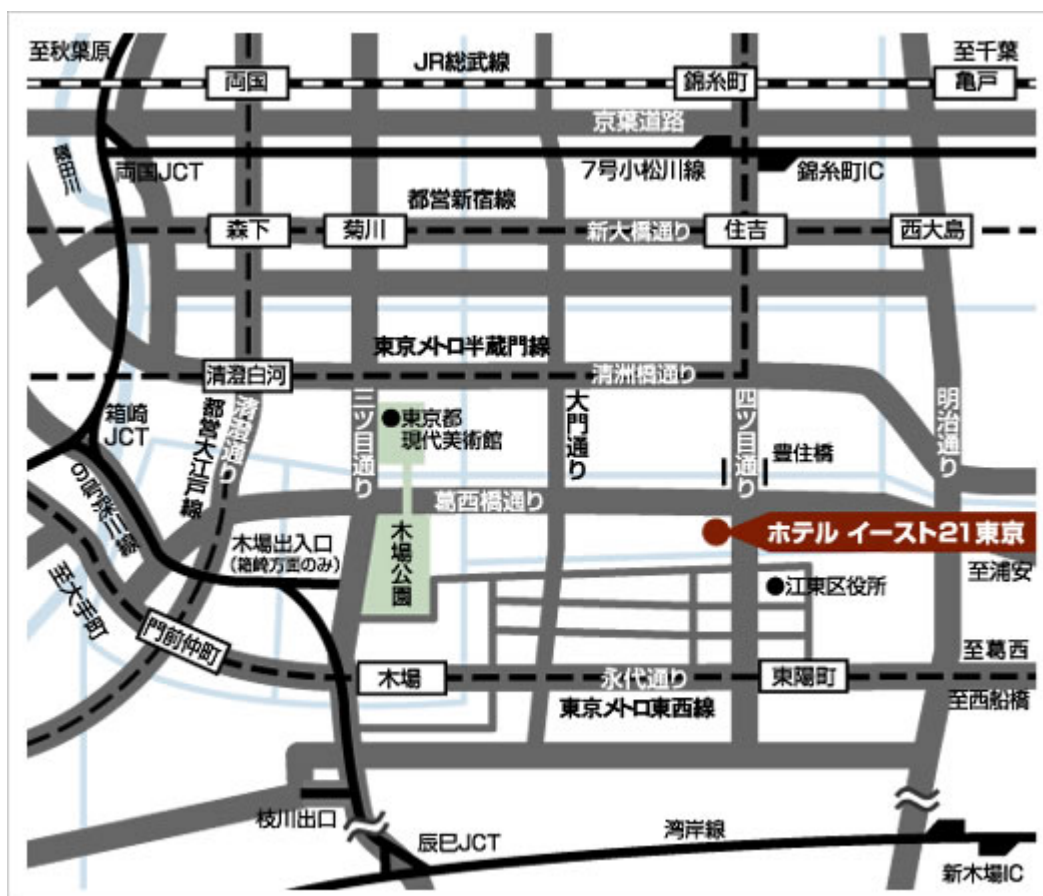 至秋葉原
JR総武線
至千葉
両国
錦糸町
亀戸
京葉道路
隅田川
両国JCT
7号小松川線
錦糸町IC
都営新宿線
森下
菊川
新大橋通り
住吉
西大島
東京メトロ半蔵門線
清澄白河
清洲橋通り
箱崎
JCT
都営大江戸線
清澄通り
三ツ目通り
東京都
現代美術館
大門通り
四ツ目通り
豊住橋
明治通り
9号深川線
葛西橋通り
木場公園
ホテル イースト21東京
木場出入口
(箱崎方面のみ)
至浦安
至大手町
江東区役所
門前仲町
木場
永代通り
東陽町
至葛西
東京メトロ東西線
至西船橋
枝川出口
辰巳JCT
湾岸線
新木場IC